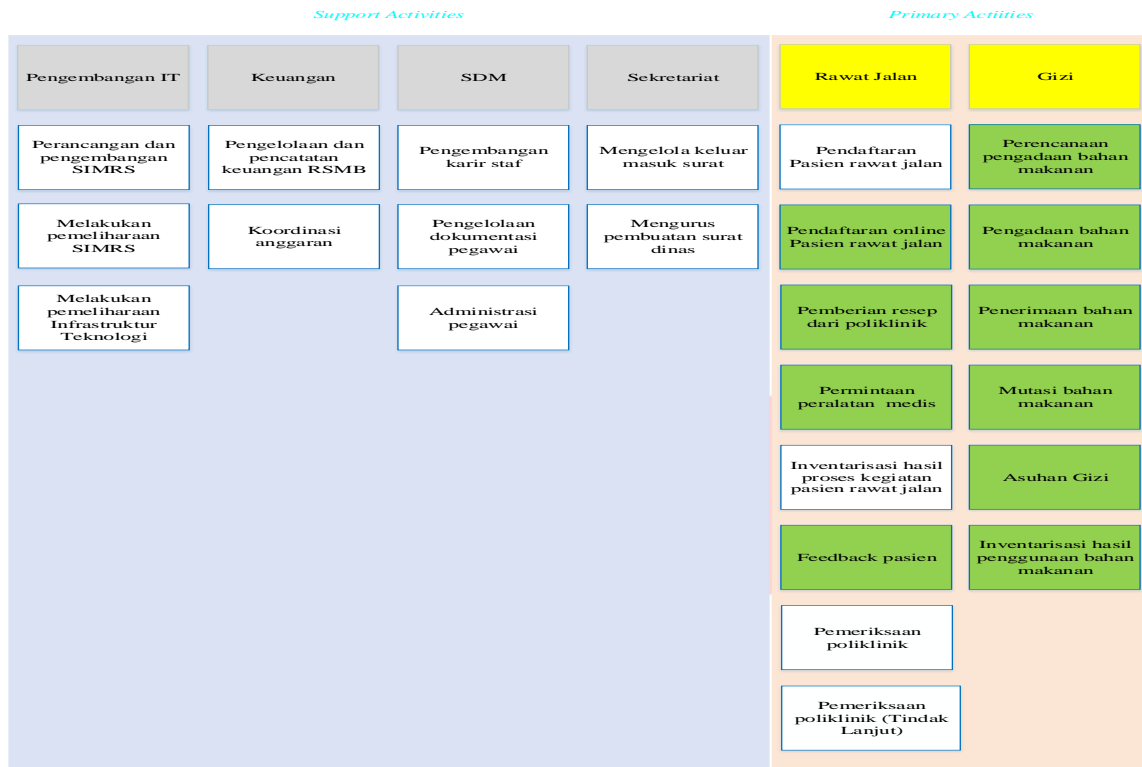 Support Activities
Primary Actiities
Pengembangan IT
Keuangan
SDM
Sekretariat
Rawat Jalan
Gizi
Perancangan dan
pengembangan
SIMRS
Pengelolaan dan
pencatatan
keuangan RSMB
Pengembangan
karir staf
Mengelola keluar
masuk surat
Pendaftaran
Pasien rawat jalan
Perencanaan
pengadaan bahan
makanan
Melakukan
pemeliharaan
SIMRS
Koordinasi
anggaran
Pengelolaan
dokumentasi
pegawai
Mengurus
pembuatan surat
dinas
Pendaftaran online
Pasien rawat jalan
Pengadaan bahan
makanan
Melakukan
pemeliharaan
Infrastruktur
Teknologi
Administrasi
pegawai
Pemberian resep
dari poliklinik
Penerimaan bahan
makanan
Permintaan
peralatan medis
Mutasi bahan
makanan
Inventarisasi hasil
proses kegiatan
pasien rawat jalan
Asuhan Gizi
Feedback pasien
Inventarisasi hasil
penggunaan bahan
makanan
Pemeriksaan
poliklinik
Pemeriksaan
poliklinik (Tindak
Lanjut)